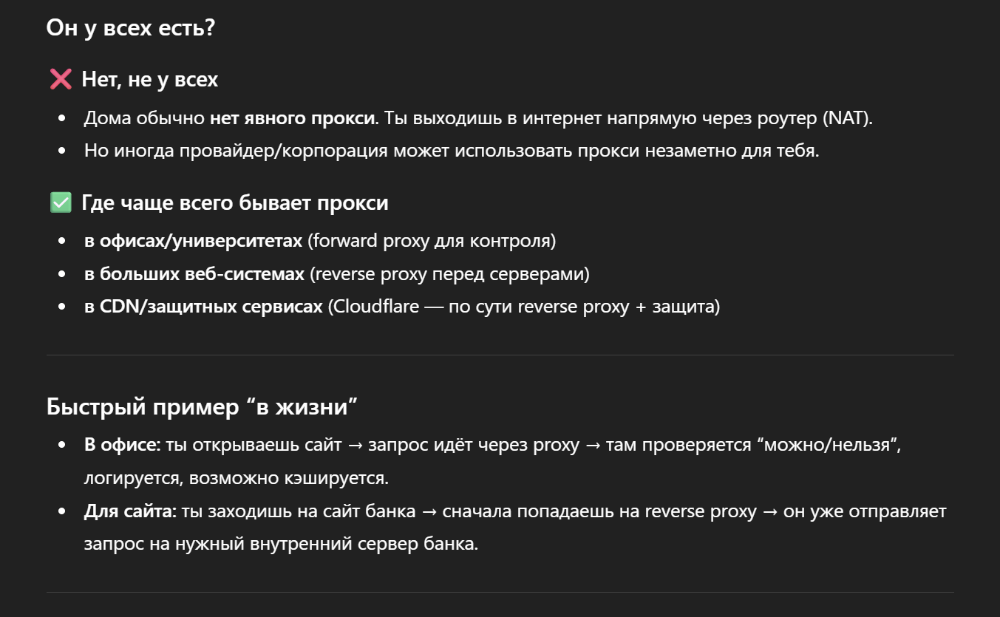 Он у всех есть?
❌ Нет, не у всех
• Дома обычно нет явного прокси. Ты выходишь в интернет напрямую через роутер (NAT).
• Но иногда провайдер/корпорация может использовать прокси незаметно для тебя.
✅ Где чаще всего бывает прокси
• в офисах/университетах (forward proxy для контроля)
• в больших веб-системах (reverse proxy перед серверами)
• в CDN/защитных сервисах (Cloudflare — по сути reverse proxy + защита)
Быстрый пример “в жизни”
• В офисе: ты открываешь сайт → запрос идёт через proxy → там проверяется “можно/нельзя”,
логируется, возможно кэшируется.
• Для сайта: ты заходишь на сайт банка → сначала попадаешь на reverse proxy → он уже отправляет
запрос на нужный внутренний сервер банка.